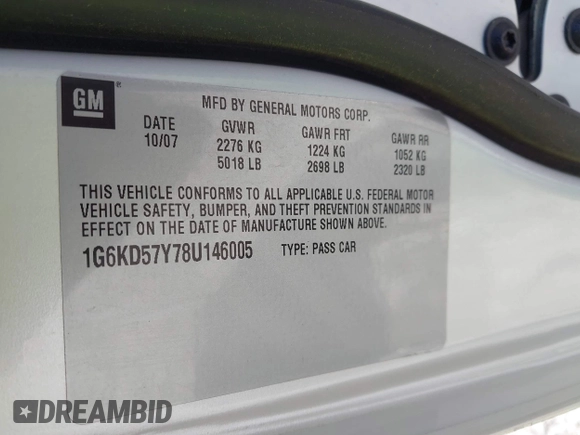 GM
MFD BY GENERAL MOTORS CORP.
DATE GVWR GAWR FRT GAWR RR
10/07 2276 KG 1224 KG 1052 KG
5018 LB 2698 LB 2320 LB
THIS VEHICLE CONFORMS TO ALL APPLICABLE U.S. FEDERAL MOTOR
VEHICLE SAFETY, BUMPER, AND THEFT PREVENTION STANDARDS IN
EFFECT ON THE DATE OF MANUFACTURE SHOWN ABOVE.
1G6KD57Y78U146005 TYPE: PASS CAR
DREAMBID